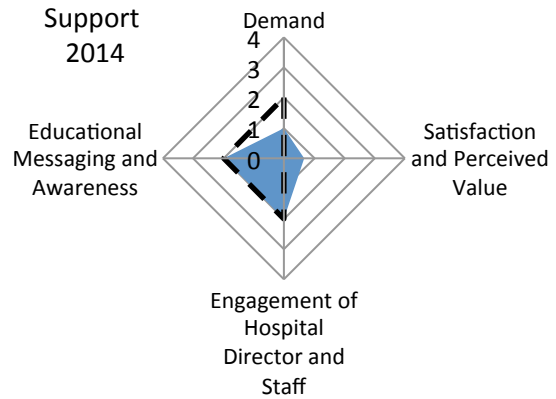 Support
2014
Demand
4
3
2
1
0
Educational
Messaging and
Awareness
Satisfaction
and Perceived
Value
Engagement of
Hospital
Director and
Staff